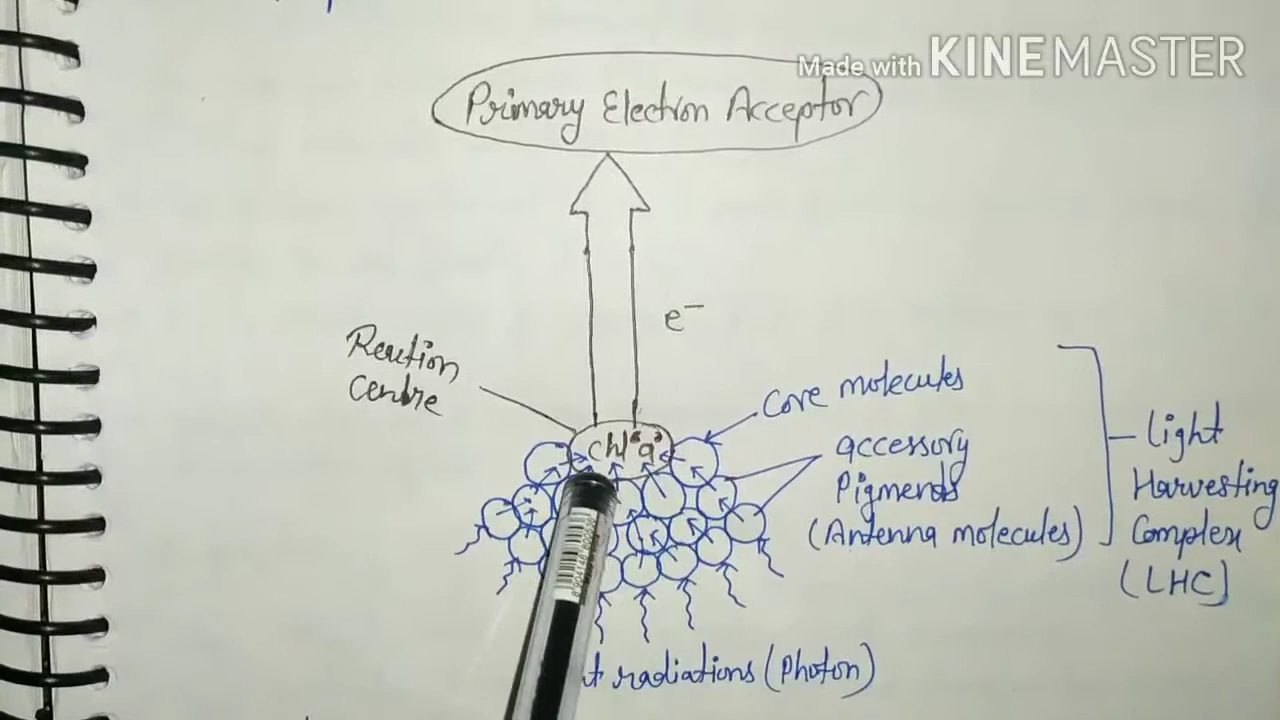 Made with KINEMASTER
Primary Electron Acceptor
e⁻
Reaction
centre
chl "a"
Core molecules
accessory
Pigments
(Antenna molecules)
light
Harvesting
Complex
(LHC)
radiations (Photon)